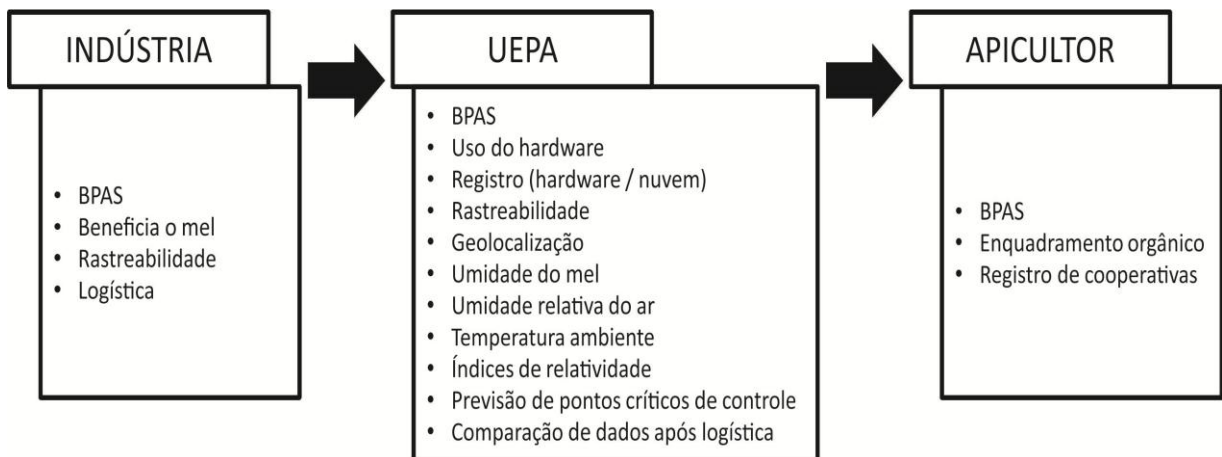 INDÚSTRIA
• BPAS
• Beneficia o mel
• Rastreabilidade
• Logística
UEPA
• BPAS
• Uso do hardware
• Registro (hardware / nuvem)
• Rastreabilidade
• Geolocalização
• Umidade do mel
• Umidade relativa do ar
• Temperatura ambiente
• Índices de relatividade
• Previsão de pontos críticos de controle
• Comparação de dados após logística
APICULTOR
• BPAS
• Enquadramento orgânico
• Registro de cooperativas